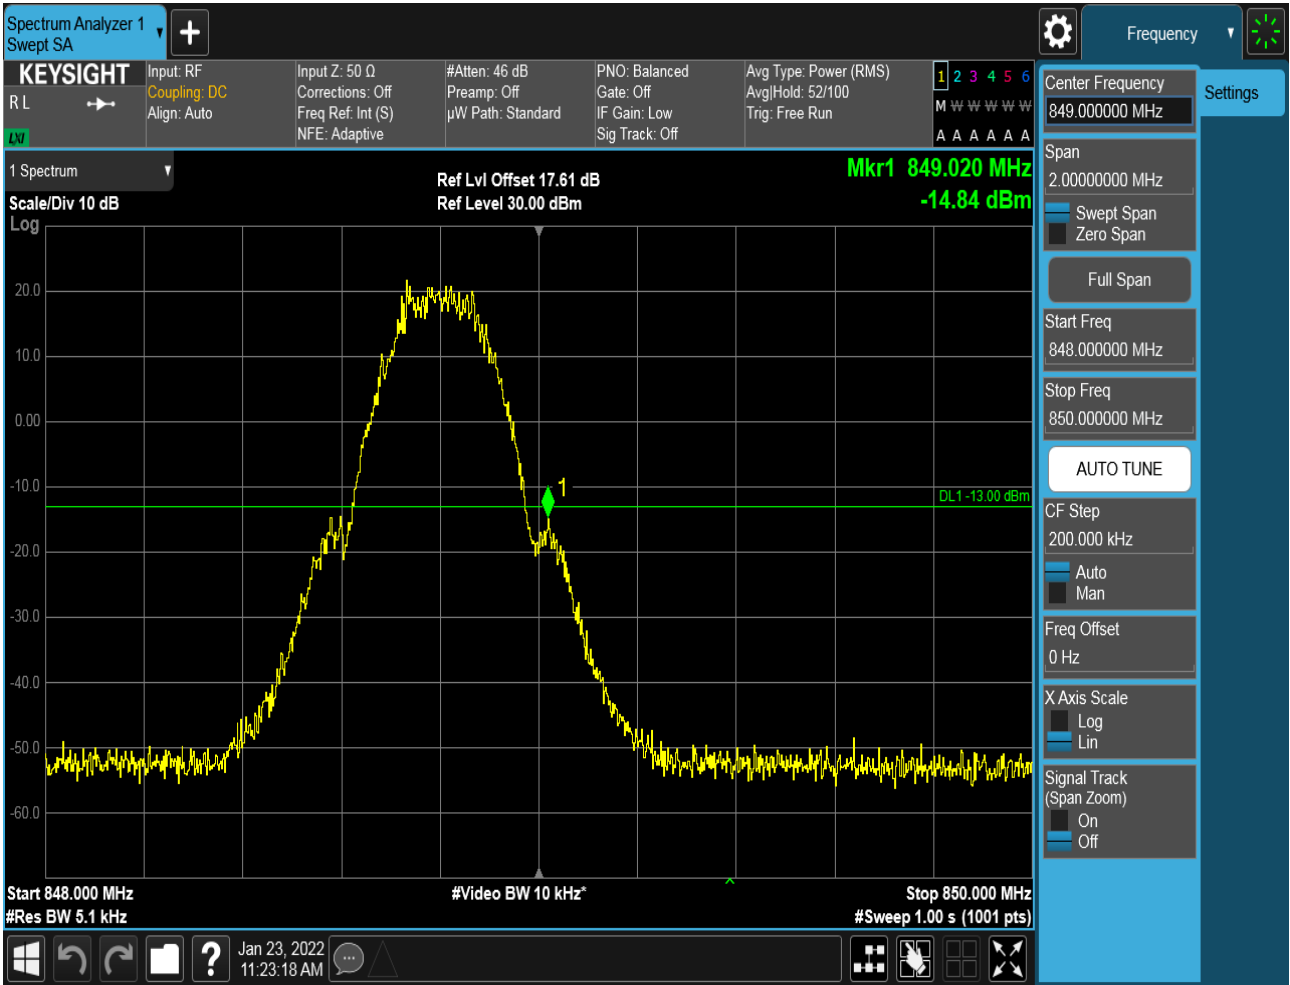 Spectrum Analyzer 1
Swept SA
Frequency
KEYSIGHT
R L
LXI
Input: RF
Coupling: DC
Align: Auto
Input Z: 50 Ω
Corrections: Off
Freq Ref: Int (S)
NFE: Adaptive
#Atten: 46 dB
Preamp: Off
µW Path: Standard
PNO: Balanced
Gate: Off
IF Gain: Low
Sig Track: Off
Avg Type: Power (RMS)
Avg|Hold: 52/100
Trig: Free Run
1 2 3 4 5 6
M W W W W W
A A A A A A
1 Spectrum
Scale/Div 10 dB
Log
Ref Lvl Offset 17.61 dB
Ref Level 30.00 dBm
Mkr1 849.020 MHz
-14.84 dBm
20.0
10.0
0.00
-10.0
-20.0
-30.0
-40.0
-50.0
-60.0
1
DL1 -13.00 dBm
Start 848.000 MHz
#Res BW 5.1 kHz
#Video BW 10 kHz*
Stop 850.000 MHz
#Sweep 1.00 s (1001 pts)
Center Frequency
849.000000 MHz
Span
2.00000000 MHz
Swept Span
Zero Span
Full Span
Start Freq
848.000000 MHz
Stop Freq
850.000000 MHz
AUTO TUNE
CF Step
200.000 kHz
Auto
Man
Freq Offset
0 Hz
X Axis Scale
Log
Lin
Signal Track
(Span Zoom)
On
Off
Settings
?
Jan 23, 2022
11:23:18 AM